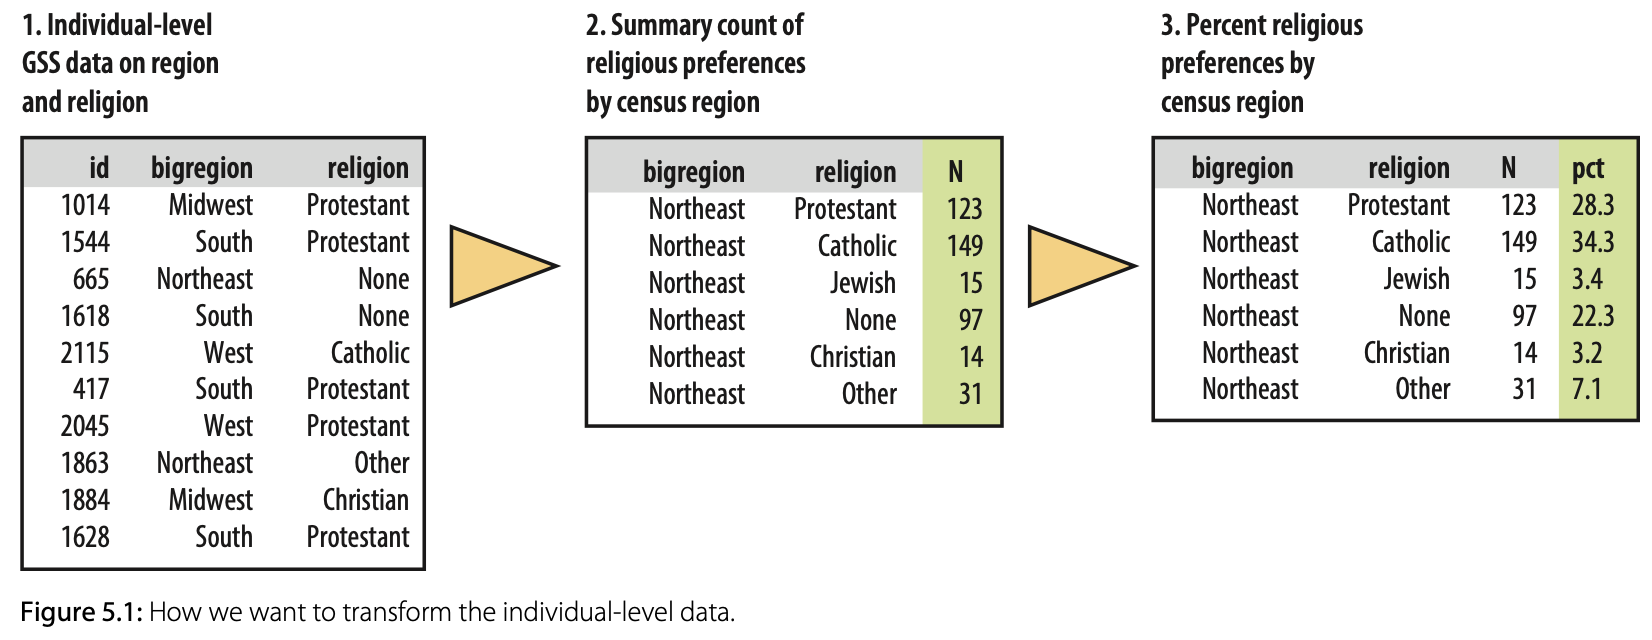 1. Individual-level
GSS data on region
and religion
id bigregion religion
1014 Midwest Protestant
1544 South Protestant
665 Northeast None
1618 South None
2115 West Catholic
417 South Protestant
2045 West Protestant
1863 Northeast Other
1884 Midwest Christian
1628 South Protestant
2. Summary count of
religious preferences
by census region
bigregion religion N
Northeast Protestant 123
Northeast Catholic 149
Northeast Jewish 15
Northeast None 97
Northeast Christian 14
Northeast Other 31
3. Percent religious
preferences by
census region
bigregion religion N pct
Northeast Protestant 123 28.3
Northeast Catholic 149 34.3
Northeast Jewish 15 3.4
Northeast None 97 22.3
Northeast Christian 14 3.2
Northeast Other 31 7.1
Figure 5.1: How we want to transform the individual-level data.